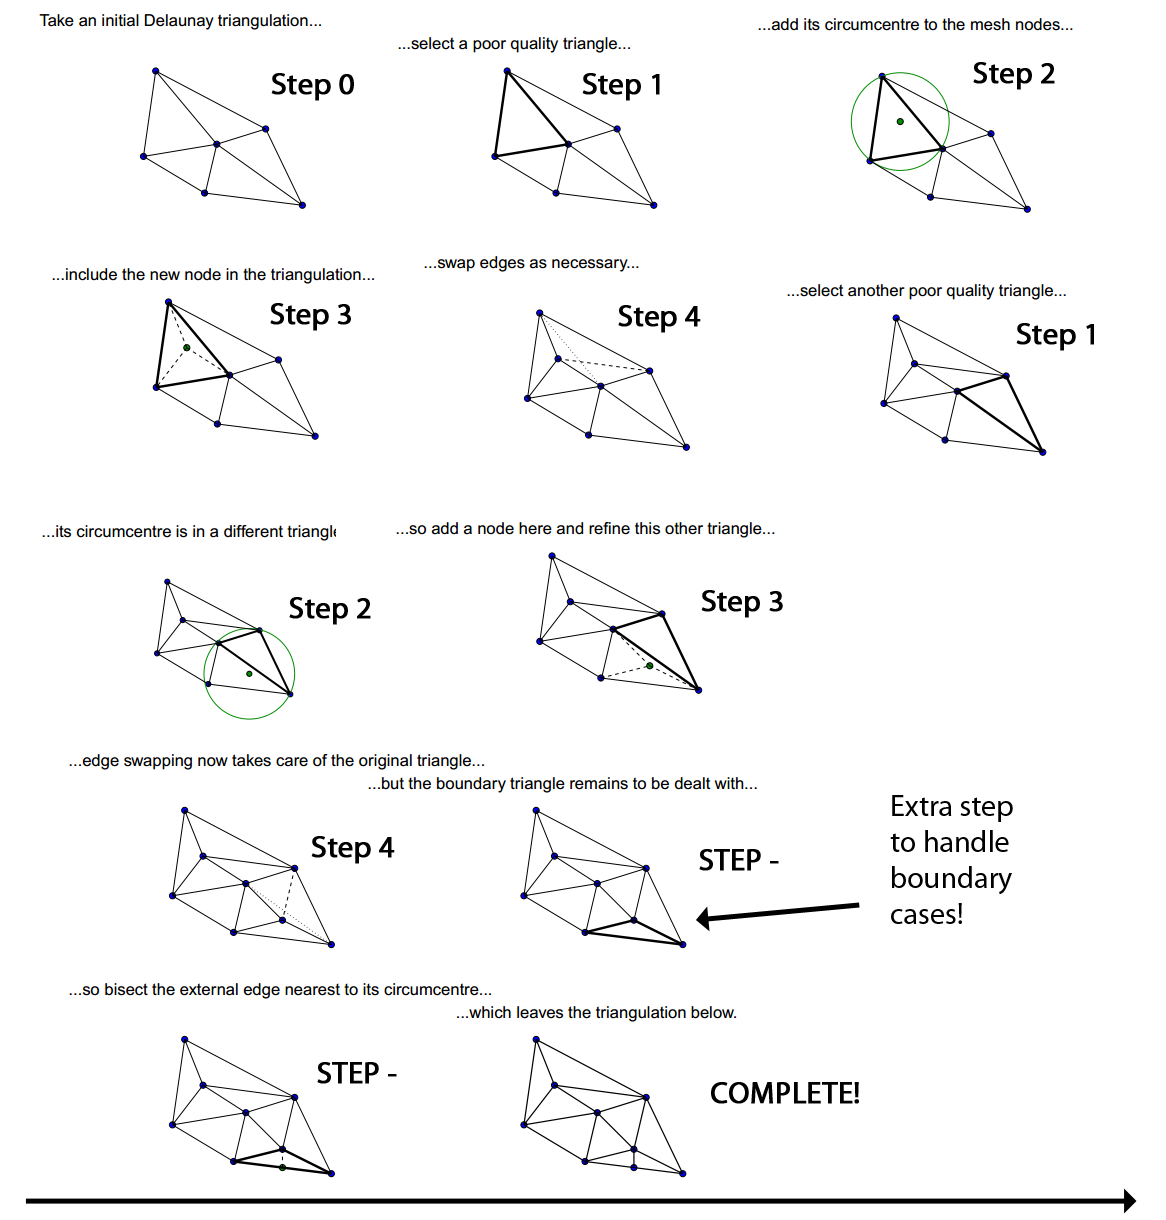 Take an initial Delaunay triangulation...
...select a poor quality triangle...
...add its circumcentre to the mesh nodes...
Step 0
Step 1
Step 2
...include the new node in the triangulation...
...swap edges as necessary...
...select another poor quality triangle...
Step 3
Step 4
Step 1
...its circumcentre is in a different triangle
...so add a node here and refine this other triangle...
Step 2
Step 3
...edge swapping now takes care of the original triangle...
...but the boundary triangle remains to be dealt with...
Step 4
STEP -
Extra step
to handle
boundary
cases!
...so bisect the external edge nearest to its circumcentre...
...which leaves the triangulation below.
STEP -
COMPLETE!